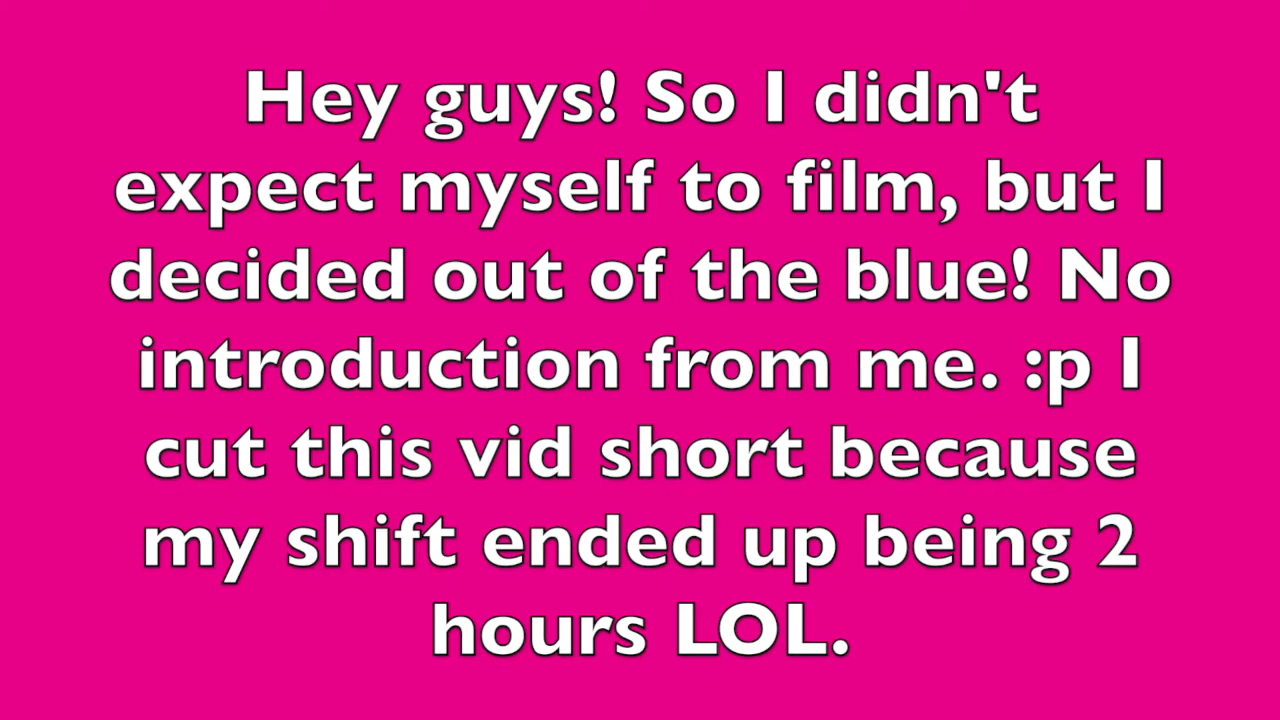 Hey guys! So I didn't
expect myself to film, but I
decided out of the blue! No
introduction from me. :p I
cut this vid short because
my shift ended up being 2
hours LOL.